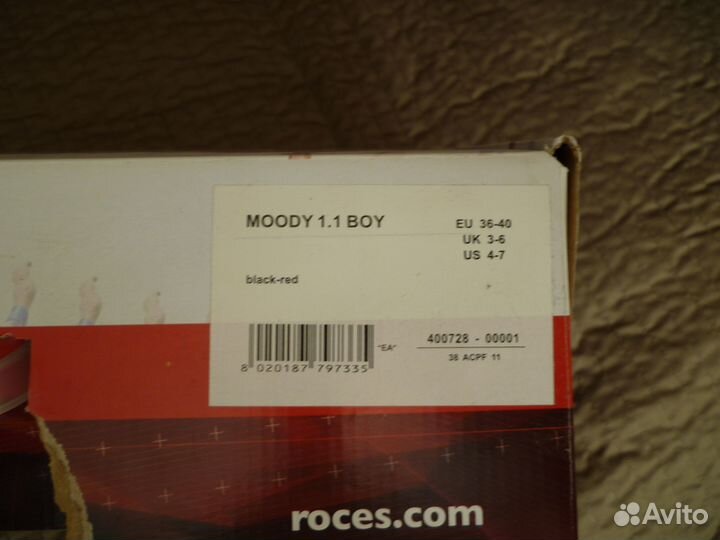 MOODY 1.1 BOY
EU 36-40
UK 3-6
US 4-7
black-red
"EA"
8 020187 797335
400728 - 00001
38 ACPF 11
roces.com
Avito